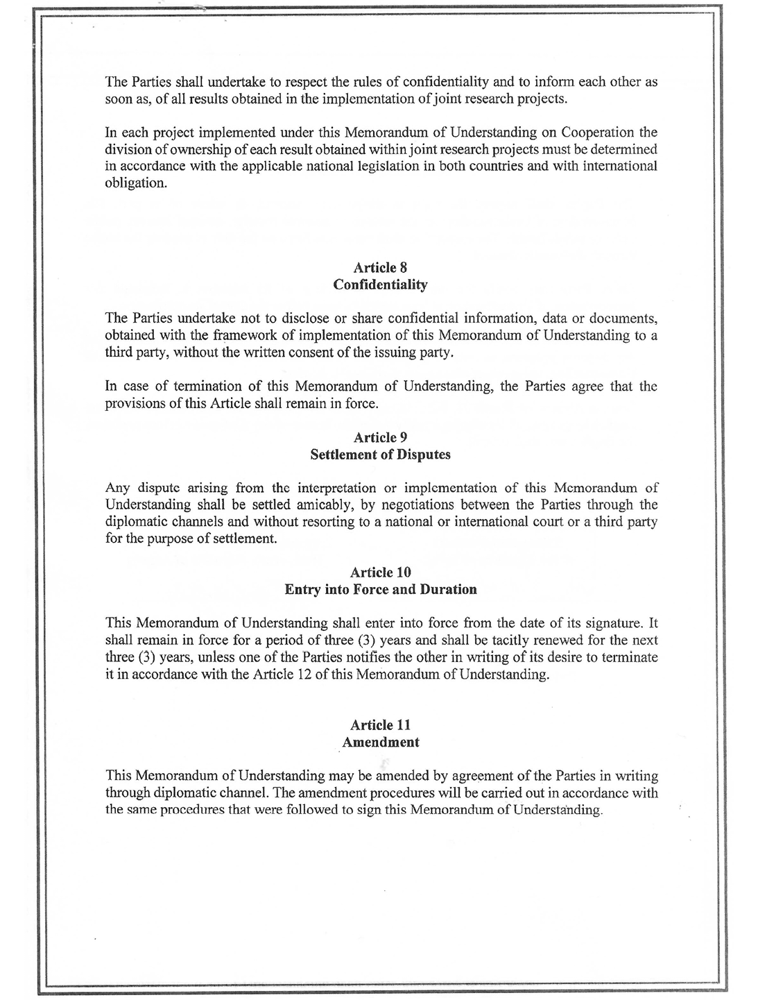 The Parties shall undertake to respect the rules of confidentiality and to inform each other as
soon as, of all results obtained in the implementation of joint research projects.
In each project implemented under this Memorandum of Understanding on Cooperation the
division of ownership of each result obtained within joint research projects must be determined
in accordance with the applicable national legislation in both countries and with international
obligation.
Article 8
Confidentiality
The Parties undertake not to disclose or share confidential information, data or documents,
obtained with the framework of implementation of this Memorandum of Understanding to a
third party, without the written consent of the issuing party.
In case of termination of this Memorandum of Understanding, the Parties agree that the
provisions of this Article shall remain in force.
Article 9
Settlement of Disputes
Any dispute arising from the interpretation or implementation of this Memorandum of
Understanding shall be settled amicably, by negotiations between the Parties through the
diplomatic channels and without resorting to a national or international court or a third party
for the purpose of settlement.
Article 10
Entry into Force and Duration
This Memorandum of Understanding shall enter into force from the date of its signature. It
shall remain in force for a period of three (3) years and shall be tacitly renewed for the next
three (3) years, unless one of the Parties notifies the other in writing of its desire to terminate
it in accordance with the Article 12 of this Memorandum of Understanding.
Article 11
Amendment
This Memorandum of Understanding may be amended by agreement of the Parties in writing
through diplomatic channel. The amendment procedures will be carried out in accordance with
the same procedures that were followed to sign this Memorandum of Understanding.